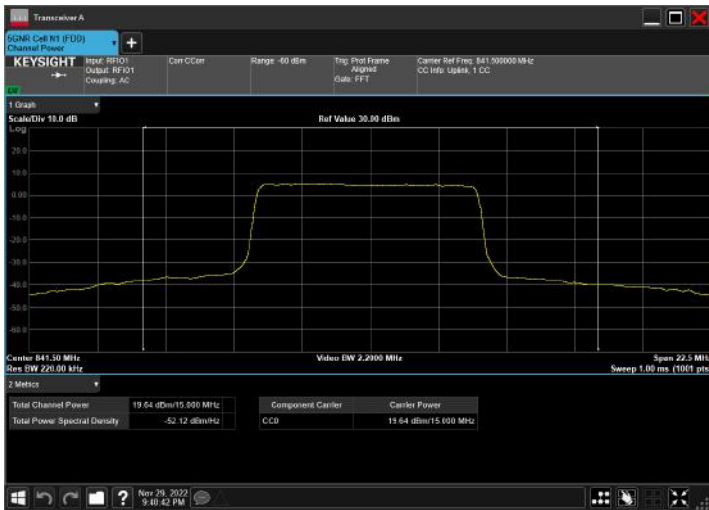 Transceiver A
5GNR Cell N1 (FDD)
Channel Power
KEYSIGHT
Input: RFIO1
Output: RFIO1
Coupling: AC
Corr CCorr
Range: -60 dBm
Trig: Prot Frame
Aligned
Gate: FFT
Carrier Ref Freq: 841.500000 MHz
CC Info: Uplink, 1 CC
1 Graph
Scale/Div 10.0 dB
Ref Value 30.00 dBm
Log
20.0
10.0
0.00
-10.0
-20.0
-30.0
-40.0
-50.0
-60.0
Center 841.50 MHz
Video BW 2.2000 MHz
Span 22.5 MHz
Res BW 220.00 kHz
Sweep 1.00 ms (1001 pts
2 Metrics
Total Channel Power 19.64 dBm/15.000 MHz
Total Power Spectral Density -52.12 dBm/Hz
Component Carrier Carrier Power
CC0 19.64 dBm/15.000 MHz
Nov 29, 2022
9:40:42 PM